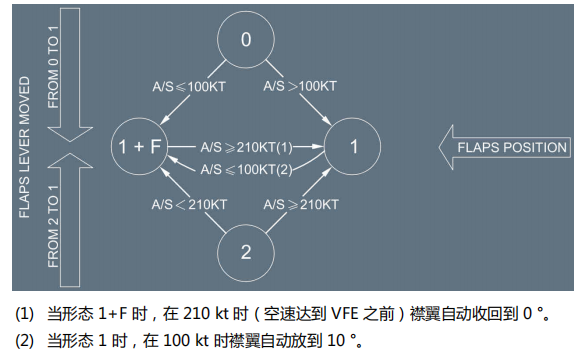 FLAPS LEVER MOVED
FROM 0 TO 1
FROM 2 TO 1
0
A/S≤100KT
A/S>100KT
1 + F
A/S≥210KT(1)
A/S≤100KT(2)
1
FLAPS POSITION
A/S<210KT
A/S≥210KT
2
(1) 当形态 1+F 时，在 210 kt 时（空速达到 VFE 之前）襟翼自动收回到 0 °。
(2) 当形态 1 时，在 100 kt 时襟翼自动放到 10 °。